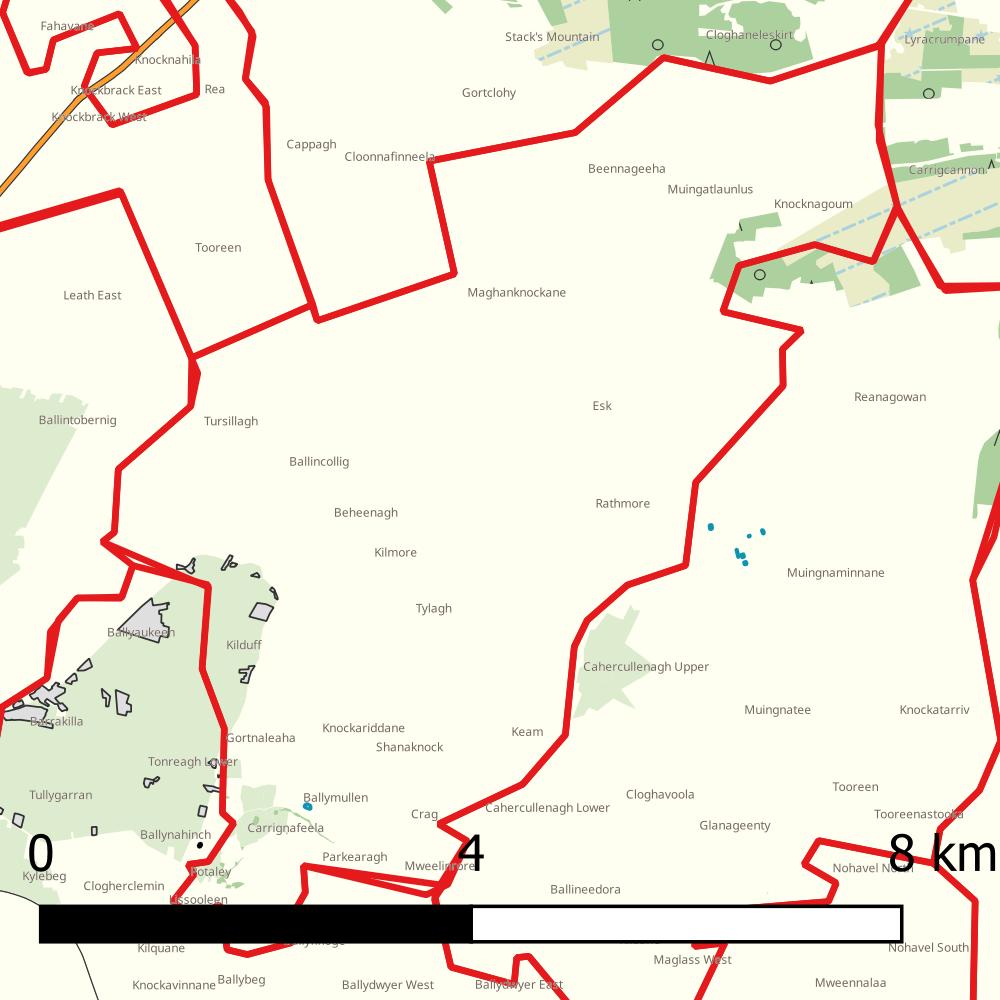 Fahavane
Stack's Mountain
Cloghaneleskirt
Lyracrumpane
Knocknahila
Knockbrack East
Rea
Gortclohy
Knockbrack West
Cappagh
Cloonnafinneela
Beennageeha
Carrigcannon
Muingatlaunlus
Knocknagoum
Tooreen
Leath East
Maghanknockane
Reanagowan
Esk
Ballintobernig
Tursillagh
Ballincollig
Rathmore
Beheenagh
Kilmore
Muingnaminnane
Tylagh
Ballyaukeen
Kilduff
Cahercullenagh Upper
Muingnatee
Knockatarriv
Barrakilla
Knockariddane
Keam
Gortnaleaha
Shanaknock
Tonreagh Lower
Tooreen
Tullygarran
Ballymullen
Cloghavoola
Cahercullenagh Lower
Crag
Tooreenastooka
Glanageenty
Carrignafeela
Ballynahinch
0
4
8 km
Parkearagh
Mweelinroe
Nohavel North
Potaley
Kylebeg
Clogherclemin
Ballineedora
Lissooleen
Kilquane
Nohavel South
Maglass West
Ballybeg
Knockavinnane
Ballydwyer West
Ballydwyer East
Mweennalaa